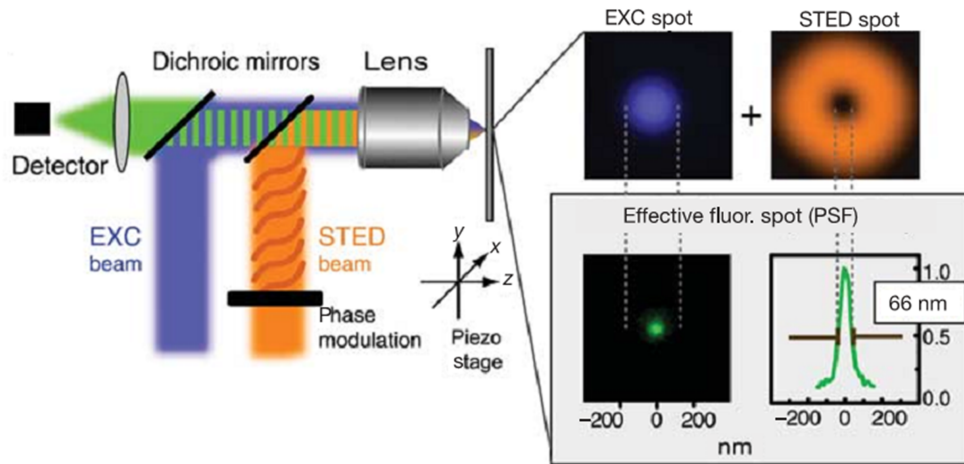 EXC spot
STED spot
Dichroic mirrors
Lens
+
Detector
EXC
beam
STED
beam
Phase
modulation
y
x
z
Piezo
stage
Effective fluor. spot (PSF)
1.0
66 nm
0.5
0.0
−200 0 200
−200 0 200
nm